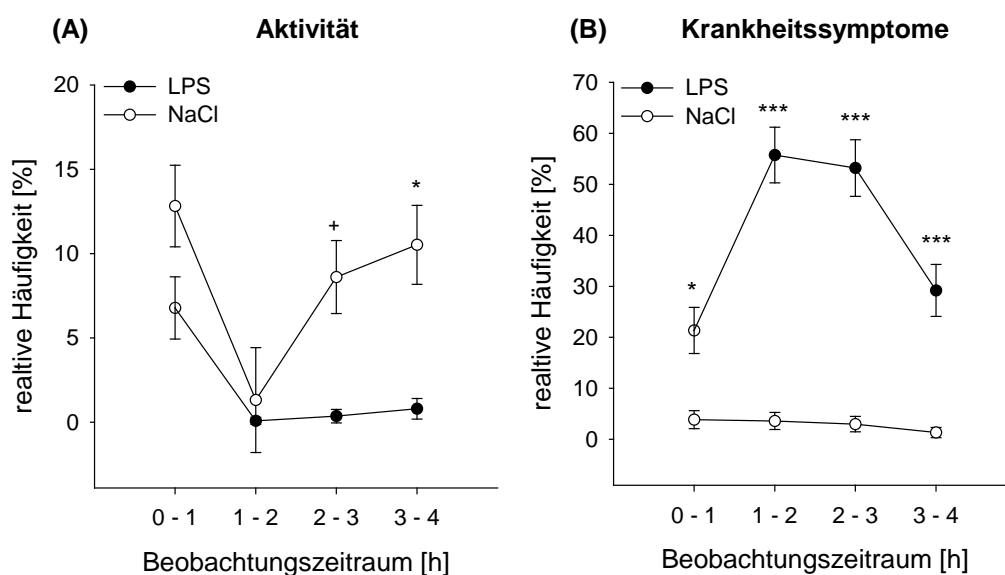 (A) Aktivität
LPS
NaCl
realtive Häufigkeit [%]
20
15
10
5
0
+
*
0 - 1 1 - 2 2 - 3 3 - 4
Beobachtungszeitraum [h]
(B) Krankheitssymptome
LPS
NaCl
realtive Häufigkeit [%]
70
60
50
40
30
20
10
0
*
***
***
***
0 - 1 1 - 2 2 - 3 3 - 4
Beobachtungszeitraum [h]